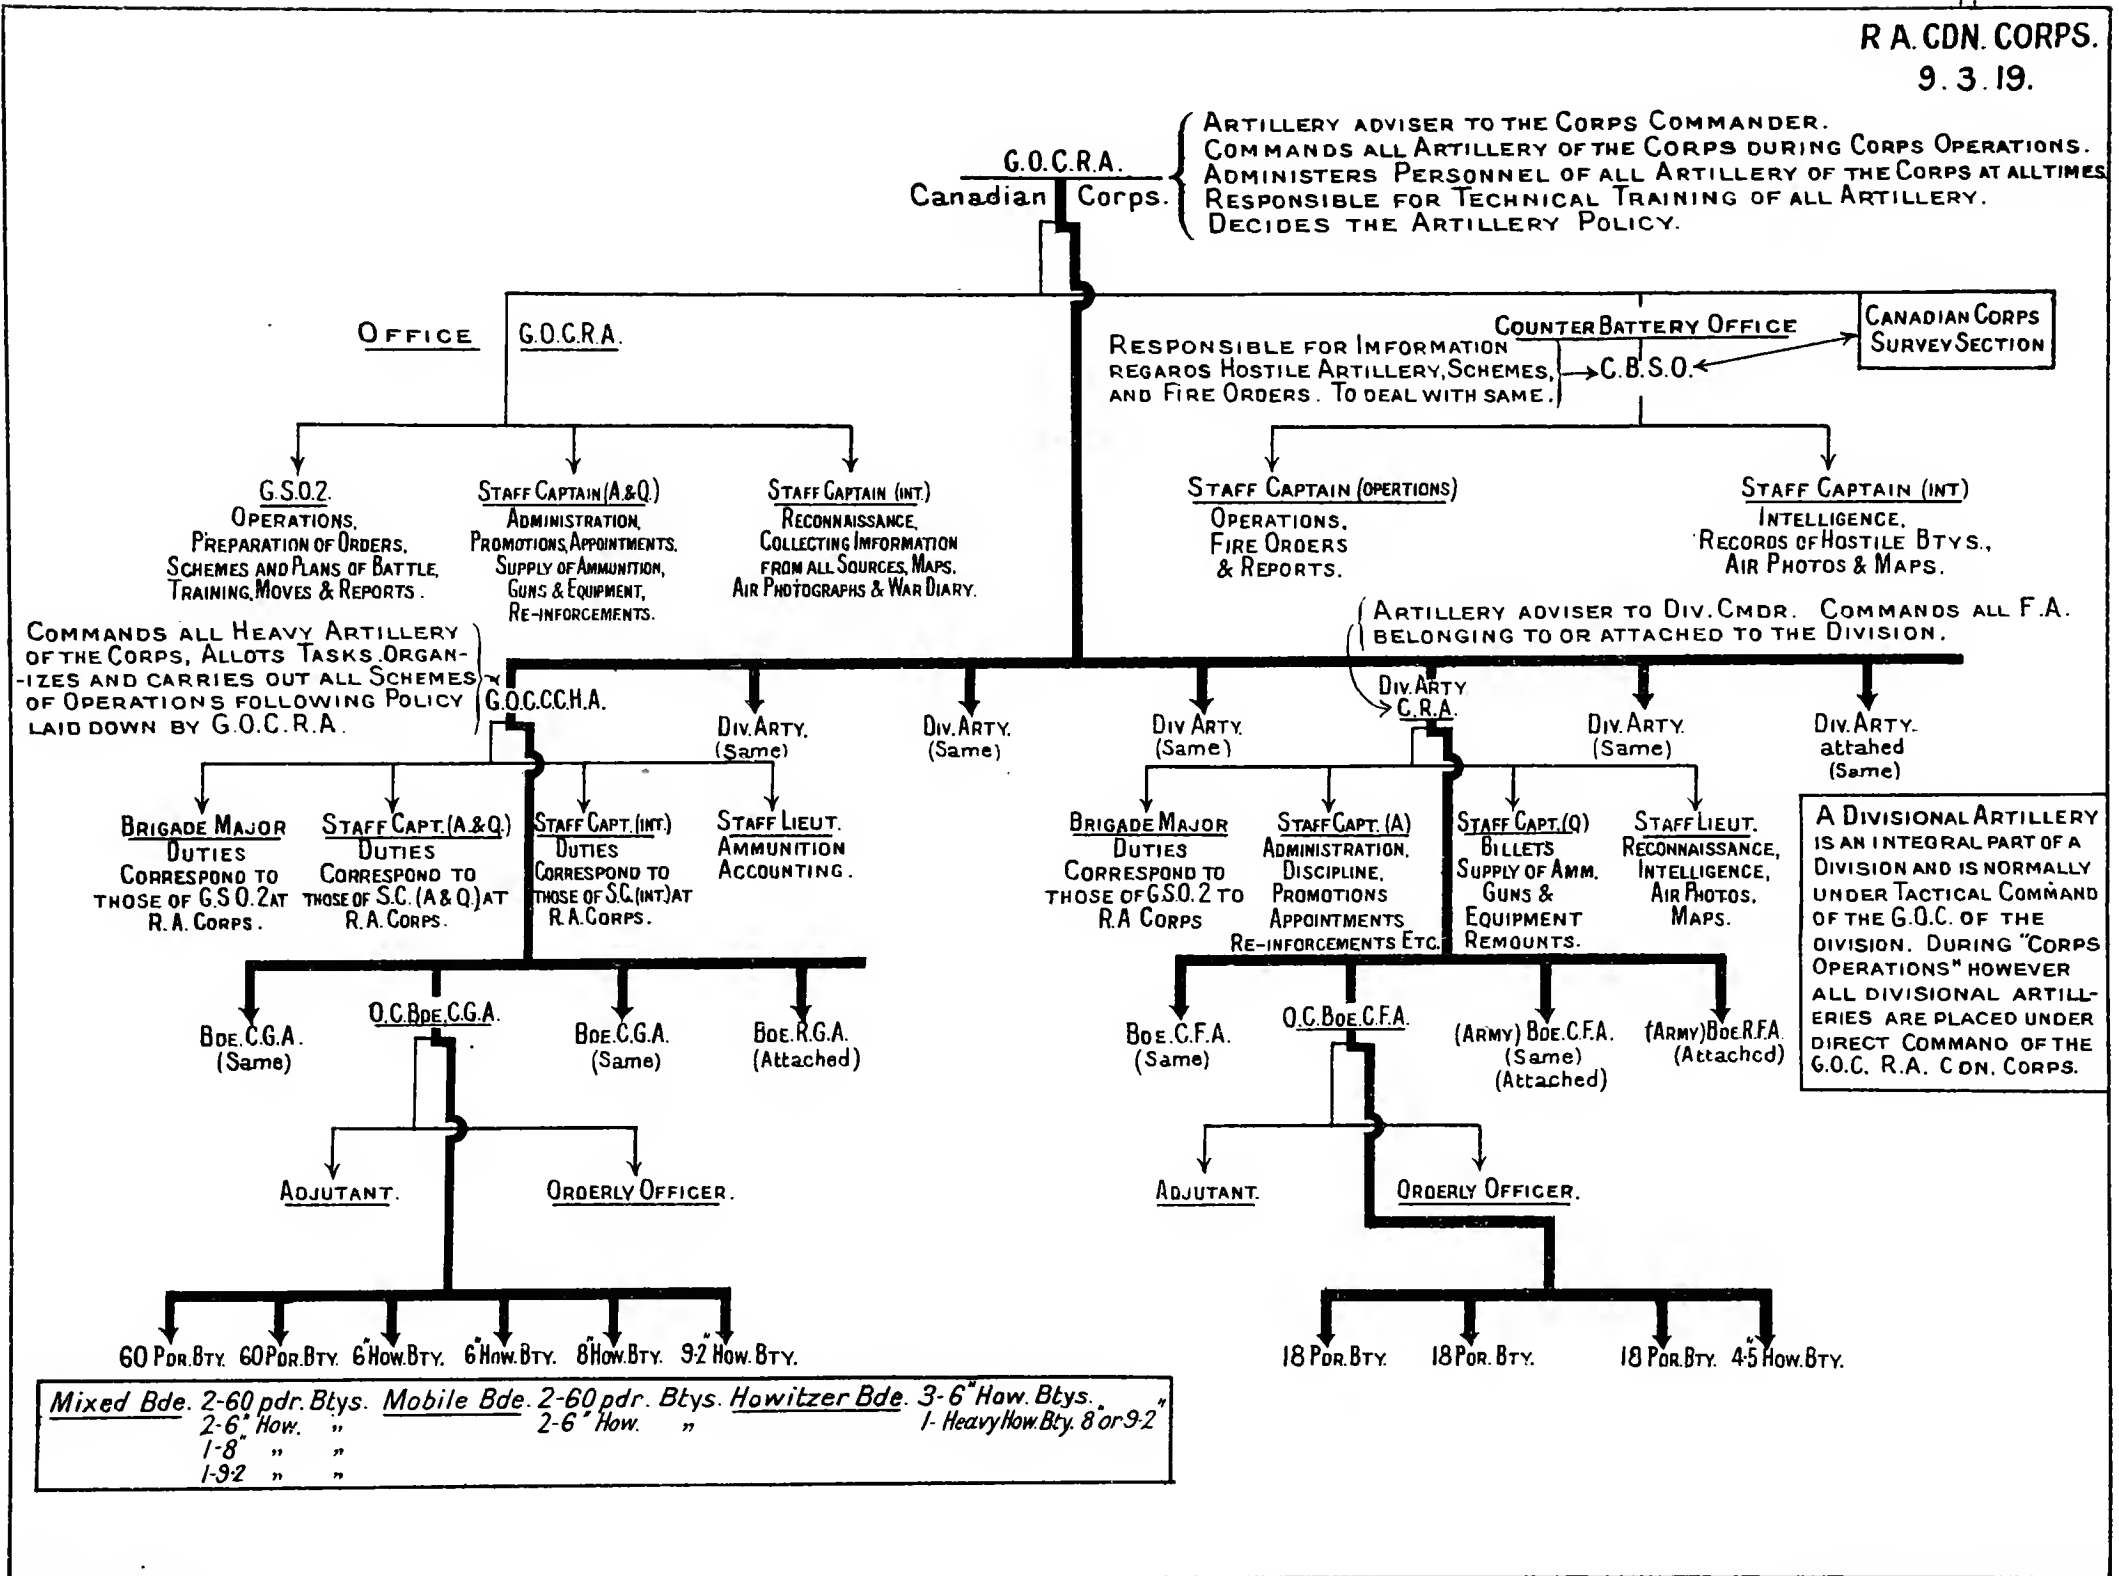 R A. CDN. CORPS.
9.3.19.
G.O.C.R.A.
Canadian Corps.
ARTILLERY ADVISER TO THE CORPS COMMANDER.
COMMANDS ALL ARTILLERY OF THE CORPS DURING CORPS OPERATIONS.
ADMINISTERS PERSONNEL OF ALL ARTILLERY OF THE CORPS AT ALL TIMES
RESPONSIBLE FOR TECHNICAL TRAINING OF ALL ARTILLERY.
DECIDES THE ARTILLERY POLICY.
OFFICE G.O.C.R.A.
COUNTER BATTERY OFFICE
RESPONSIBLE FOR IMFORMATION
REGARDS HOSTILE ARTILLERY, SCHEMES,
AND FIRE ORDERS. TO DEAL WITH SAME.
C.B.S.O.
CANADIAN CORPS
SURVEY SECTION
G.S.O.2.
OPERATIONS,
PREPARATION OF ORDERS,
SCHEMES AND PLANS OF BATTLE,
TRAINING, MOVES & REPORTS.
STAFF CAPTAIN (A.&Q.)
ADMINISTRATION,
PROMOTIONS, APPOINTMENTS.
SUPPLY OF AMMUNITION,
GUNS & EQUIPMENT,
RE-INFORCEMENTS.
STAFF CAPTAIN (INT.)
RECONNAISSANCE,
COLLECTING IMFORMATION
FROM ALL SOURCES, MAPS.
AIR PHOTOGRAPHS & WAR DIARY.
STAFF CAPTAIN (OPERTIONS)
OPERATIONS,
FIRE ORDERS
& REPORTS.
STAFF CAPTAIN (INT)
INTELLIGENCE,
RECORDS OF HOSTILE BTYS.,
AIR PHOTOS & MAPS.
COMMANDS ALL HEAVY ARTILLERY
OF THE CORPS, ALLOTS TASKS. ORGAN-
-IZES AND CARRIES OUT ALL SCHEMES
OF OPERATIONS FOLLOWING POLICY
LAID DOWN BY G.O.C.R.A.
G.O.C.C.H.A.
ARTILLERY ADVISER TO DIV. CMDR. COMMANDS ALL F.A.
BELONGING TO OR ATTACHED TO THE DIVISION.
DIV. ARTY.
(Same)
DIV. ARTY.
(Same)
DIV ARTY.
(Same)
DIV. ARTY
C.R.A.
DIV. ARTY.
(Same)
DIV. ARTY.
attahed
(Same)
BRIGADE MAJOR
DUTIES
CORRESPOND TO
THOSE OF G.S O.2 AT
R.A. CORPS.
STAFF CAPT. (A.&Q.)
DUTIES
CORRESPOND TO
THOSE OF S.C. (A & Q.) AT
R.A. CORPS.
STAFF CAPT. (INT.)
DUTIES
CORRESPOND TO
THOSE OF S.C. (INT) AT
R.A. CORPS.
STAFF LIEUT.
AMMUNITION
ACCOUNTING.
BRIGADE MAJOR
DUTIES
CORRESPOND TO
THOSE OF G.S.O.2 TO
R.A CORPS
STAFF CAPT. (A)
ADMINISTRATION,
DISCIPLINE,
PROMOTIONS
APPOINTMENTS
RE-INFORCEMENTS ETC.
STAFF CAPT. (Q)
BILLETS
SUPPLY OF AMM.
GUNS &
EQUIPMENT
REMOUNTS.
STAFF LIEUT.
RECONNAISSANCE,
INTELLIGENCE,
AIR PHOTOS,
MAPS.
A DIVISIONAL ARTILLERY
IS AN INTEGRAL PART OF A
DIVISION AND IS NORMALLY
UNDER TACTICAL COMMAND
OF THE G.O.C. OF THE
DIVISION. DURING "CORPS
OPERATIONS" HOWEVER
ALL DIVISIONAL ARTILL-
ERIES ARE PLACED UNDER
DIRECT COMMAND OF THE
G.O.C. R.A. CDN. CORPS.
BDE. C.G.A.
(Same)
O.C. BDE. C.G.A.
BDE. C.G.A.
(Same)
BDE. R.G.A.
(Attached)
BDE. C.F.A.
(Same)
O.C. BDE. C.F.A.
(ARMY) BDE. C.F.A.
(Same)
(Attached)
(ARMY) BDE. R.F.A.
(Attached)
ADJUTANT.
ORDERLY OFFICER.
ADJUTANT.
ORDERLY OFFICER.
60 PDR. BTY. 60 PDR. BTY. 6" HOW. BTY. 6" HOW. BTY. 8" HOW. BTY. 9·2" HOW. BTY.
18 PDR. BTY. 18 PDR. BTY. 18 PDR. BTY. 4·5" HOW. BTY.
Mixed Bde. 2-60 pdr. Btys. Mobile Bde. 2-60 pdr. Btys. Howitzer Bde. 3-6" How. Btys.
2-6" How. " 2-6" How. " 1-Heavy How. Bty. 8" or 9·2"
1-8" " "
1-9·2 " "